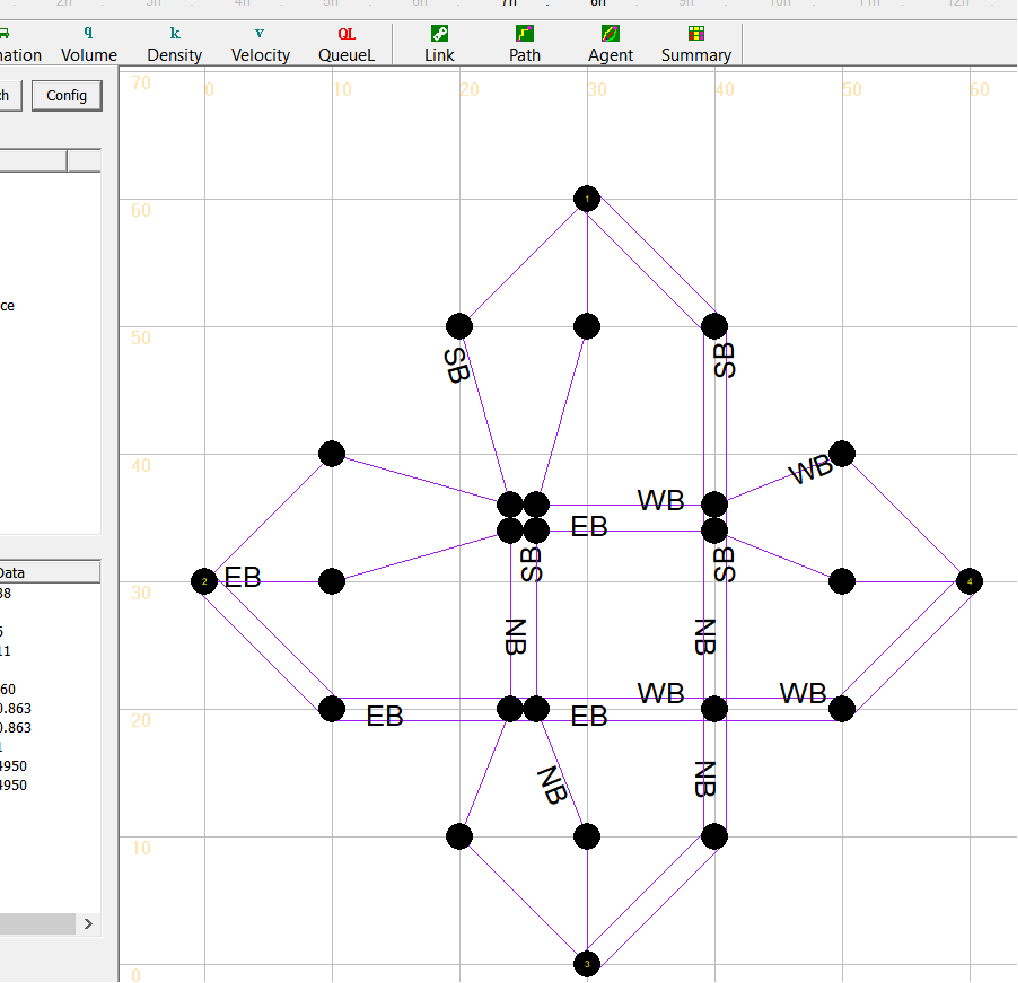 2h 3h 4h 5h 6h 7h 8h 9h 10h 11h 12h
Volume Density Velocity QueueL Link Path Agent Summary
q k v QL
Config
70 0 10 20 30 40 50 60
60
1
50
SB SB
40
WB
WB
EB
SB SB
2 EB 30 4
NB NB
WB WB
20 EB EB
NB NB
10
3
0
ce
Data
38
11
60
0.863
0.863
4950
4950